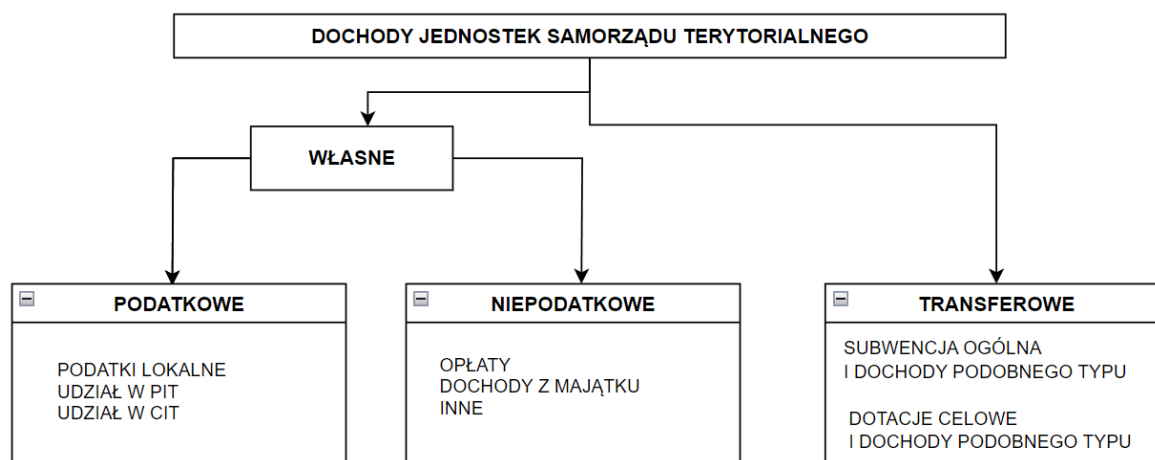 DOCHODY JEDNOSTEK SAMORZĄDU TERYTORIALNEGO
WŁASNE
PODATKOWE
PODATKI LOKALNE
UDZIAŁ W PIT
UDZIAŁ W CIT
NIEPODATKOWE
OPŁATY
DOCHODY Z MAJĄTKU
INNE
TRANSFEROWE
SUBWENCJA OGÓLNA
I DOCHODY PODOBNEGO TYPU
DOTACJE CELOWE
I DOCHODY PODOBNEGO TYPU